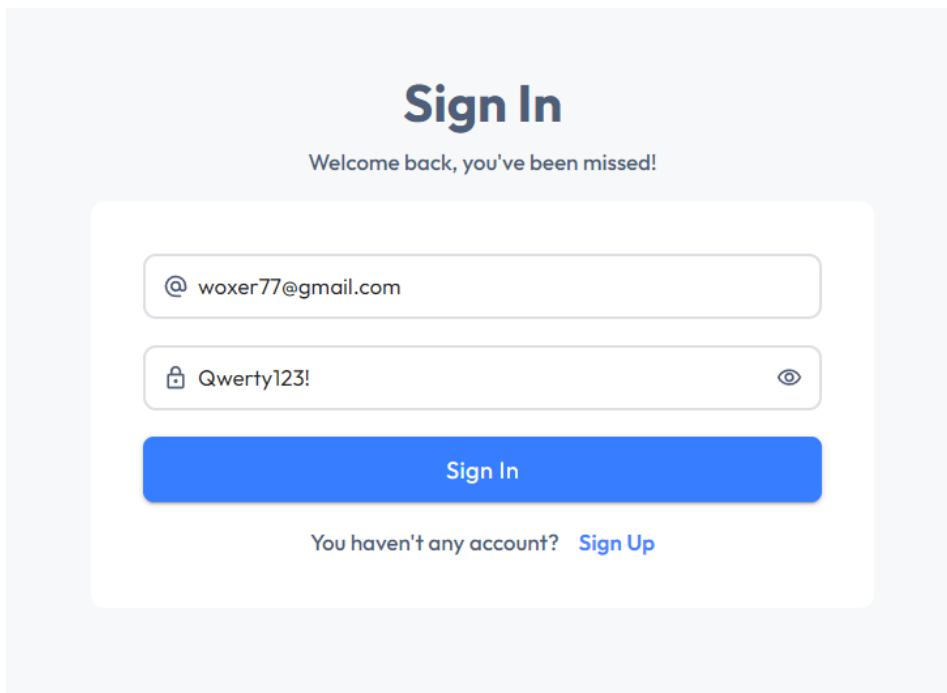 Sign In
Welcome back, you've been missed!
woxer77@gmail.com
Qwerty123!
Sign In
You haven't any account? Sign Up